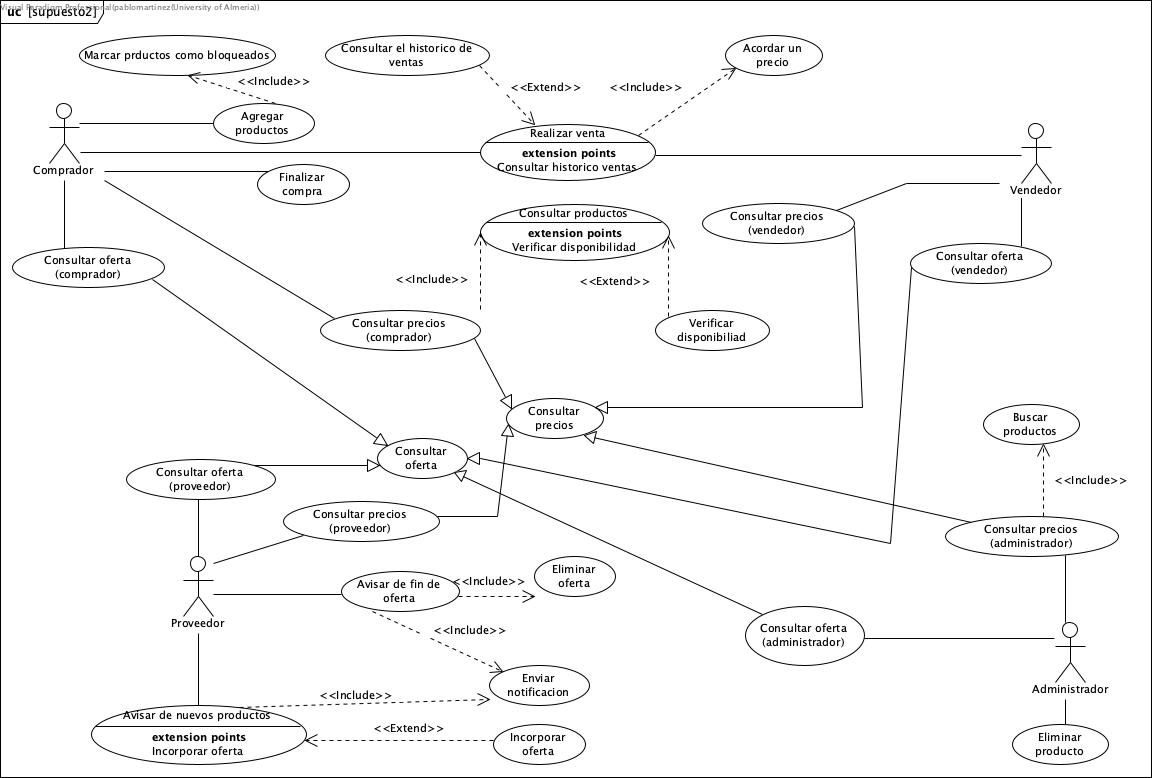 Visual Paradigm Professional(pablomartinez(University of Almeria))
uc [supuesto2]
Marcar prductos como bloqueados
Consultar el historico de
ventas
Acordar un
precio
<<Include>>
<<Extend>>
<<Include>>
Agregar
productos
Realizar venta
extension points
Consultar historico ventas
Comprador
Finalizar
compra
Vendedor
Consultar productos
extension points
Verificar disponibilidad
Consultar precios
(vendedor)
Consultar oferta
(comprador)
Consultar oferta
(vendedor)
<<Include>>
<<Extend>>
Consultar precios
(comprador)
Verificar
disponibiliad
Consultar
precios
Buscar
productos
Consultar
oferta
Consultar oferta
(proveedor)
<<Include>>
Consultar precios
(proveedor)
Consultar precios
(administrador)
Avisar de fin de
oferta
<<Include>>
Eliminar
oferta
Proveedor
<<Include>>
Consultar oferta
(administrador)
Enviar
notificacion
Administrador
<<Include>>
Avisar de nuevos productos
extension points
Incorporar oferta
<<Extend>>
Incorporar
oferta
Eliminar
producto